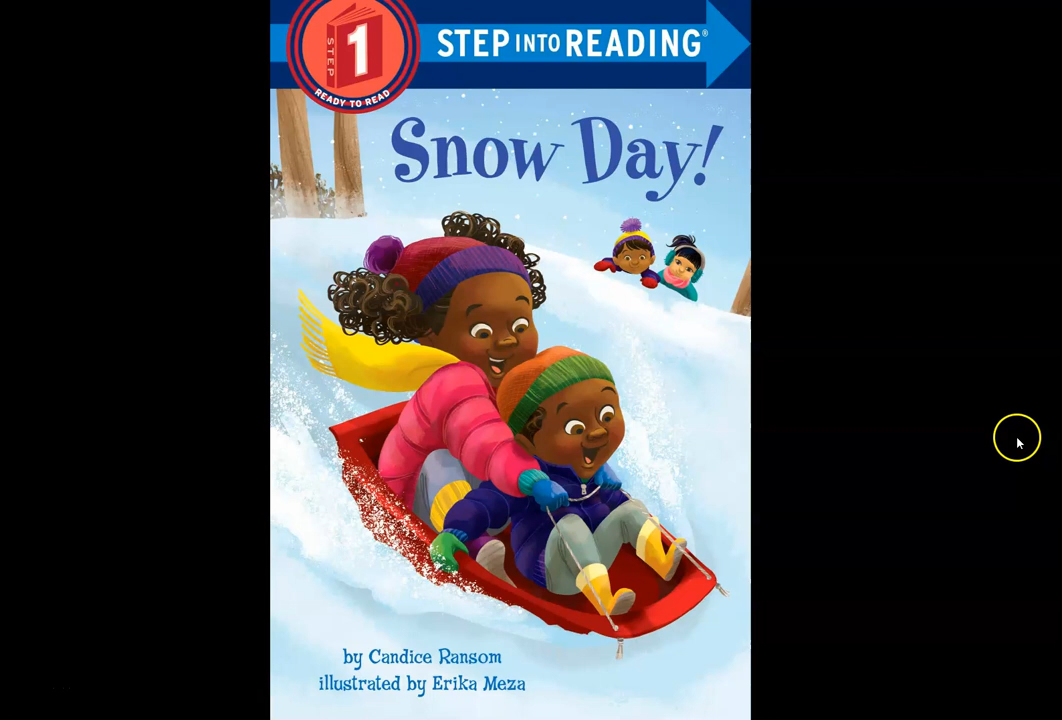 STEP
1
READY TO READ
STEP INTO READING®
Snow Day!
by Candice Ransom
illustrated by Erika Meza